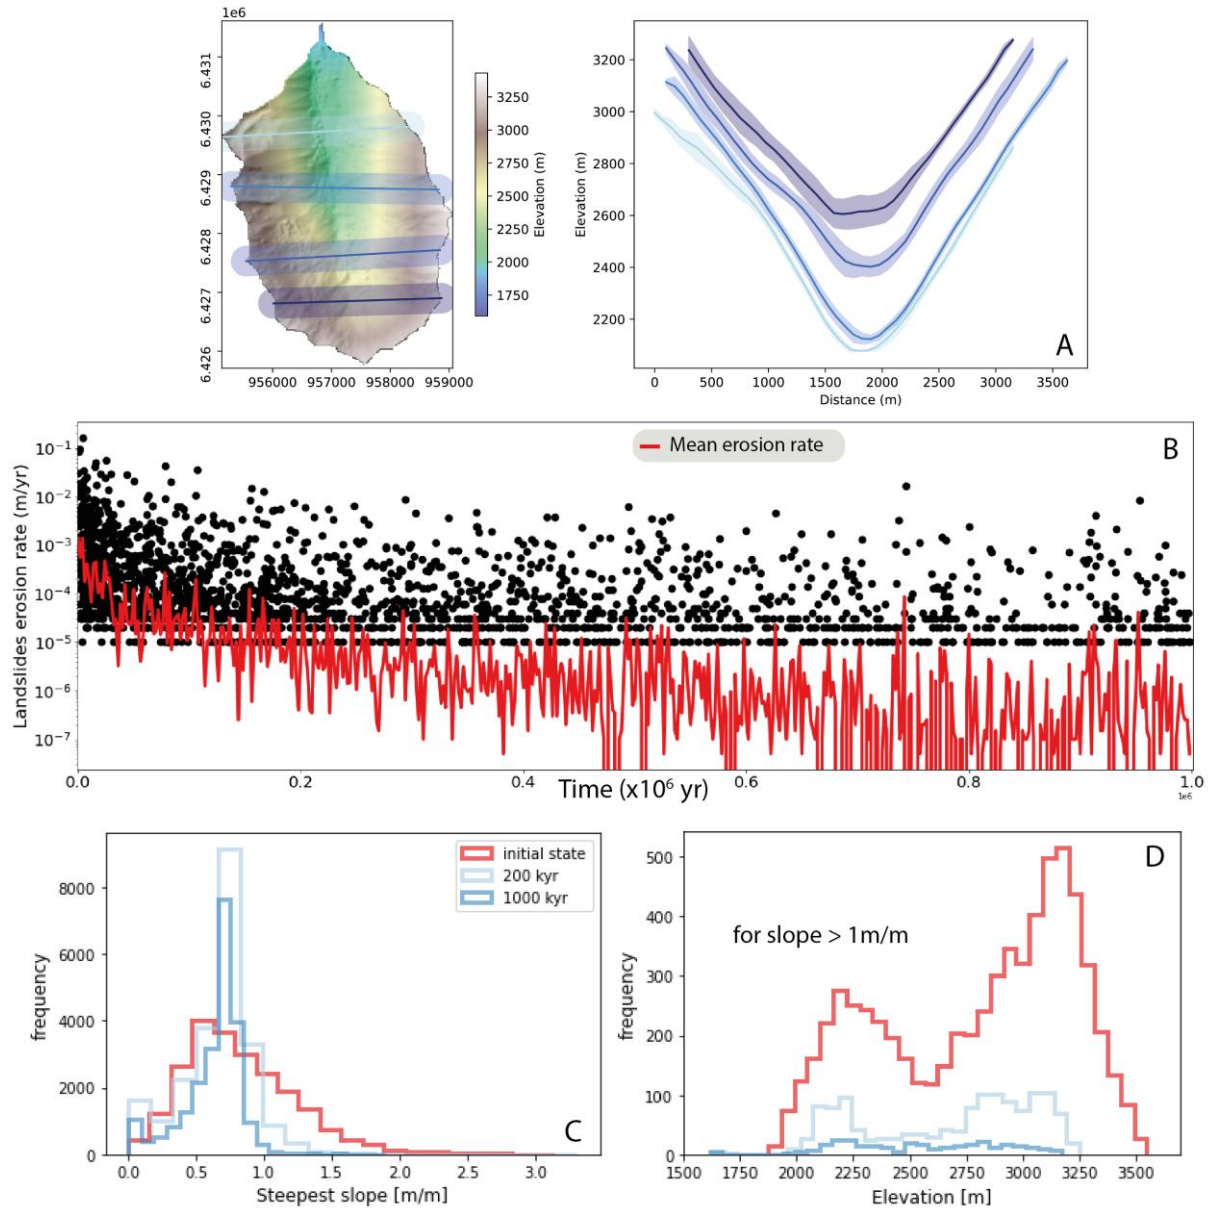 1e6
6.431
6.430
6.429
6.428
6.427
6.426
956000 957000 958000 959000
3250
3000
2750
2500
2250
2000
1750
Elevation (m)
3200
3000
2800
2600
2400
2200
Elevation (m)
0 500 1000 1500 2000 2500 3000 3500
Distance (m)
A
Landslides erosion rate (m/yr)
10⁻¹
10⁻²
10⁻³
10⁻⁴
10⁻⁵
10⁻⁶
10⁻⁷
Mean erosion rate
B
0.0 0.2 0.4 0.6 0.8 1.0
Time (x10⁶ yr)
1e6
frequency
8000
6000
4000
2000
0
initial state
200 kyr
1000 kyr
C
0.0 0.5 1.0 1.5 2.0 2.5 3.0
Steepest slope [m/m]
frequency
500
400
300
200
100
0
D
for slope > 1m/m
1500 1750 2000 2250 2500 2750 3000 3250 3500
Elevation [m]